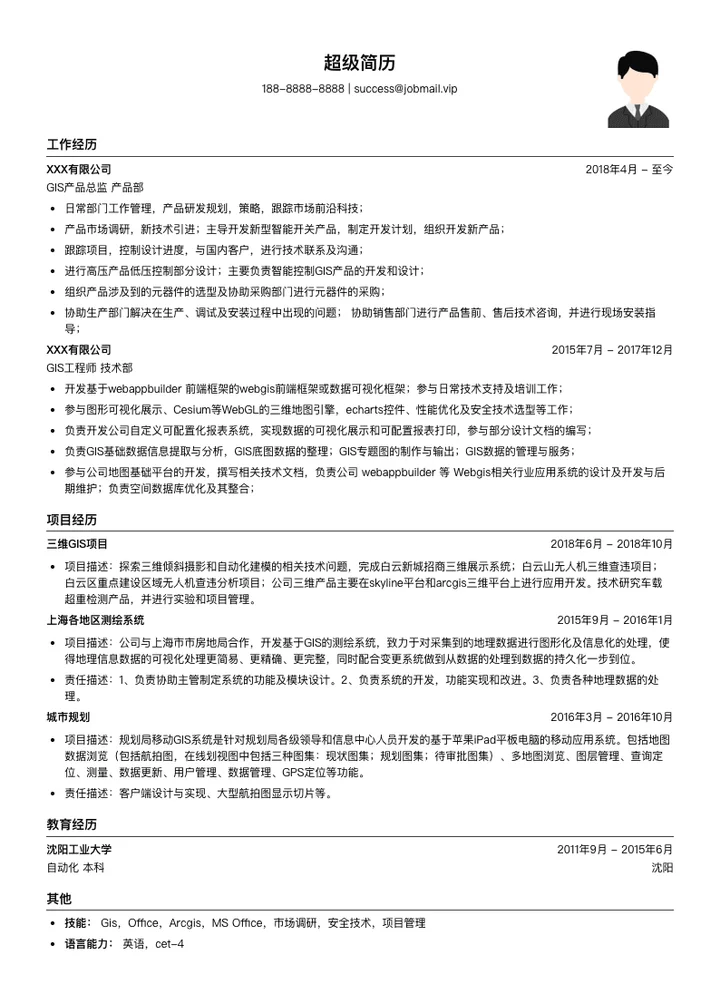 超级简历
188-8888-8888 | success@jobmail.vip
工作经历
XXX有限公司 2018年4月 – 至今
GIS产品总监 产品部
• 日常部门工作管理，产品研发规划，策略，跟踪市场前沿科技；
• 产品市场调研，新技术引进；主导开发新型智能开关产品，制定开发计划，组织开发新产品；
• 跟踪项目，控制设计进度，与国内客户，进行技术联系及沟通；
• 进行高压产品低压控制部分设计；主要负责智能控制GIS产品的开发和设计；
• 组织产品涉及到的元器件的选型及协助采购部门进行元器件的采购；
• 协助生产部门解决在生产、调试及安装过程中出现的问题； 协助销售部门进行产品售前、售后技术咨询，并进行现场安装指
导；
XXX有限公司 2015年7月 – 2017年12月
GIS工程师 技术部
• 开发基于webappbuilder 前端框架的webgis前端框架或数据可视化框架；参与日常技术支持及培训工作；
• 参与图形可视化展示、Cesium等WebGL的三维地图引擎，echarts控件、性能优化及安全技术选型等工作；
• 负责开发公司自定义可配置化报表系统，实现数据的可视化展示和可配置报表打印，参与部分设计文档的编写；
• 负责GIS基础数据信息提取与分析，GIS底图数据的整理；GIS专题图的制作与输出；GIS数据的管理与服务；
• 参与公司地图基础平台的开发，撰写相关技术文档，负责公司 webappbuilder 等 Webgis相关行业应用系统的设计及开发与后
期维护；负责空间数据库优化及其整合；
项目经历
三维GIS项目 2018年6月 – 2018年10月
• 项目描述：探索三维倾斜摄影和自动化建模的相关技术问题，完成白云新城招商三维展示系统；白云山无人机三维查违项目；
白云区重点建设区域无人机查违分析项目；公司三维产品主要在skyline平台和arcgis三维平台上进行应用开发。技术研究车载
超重检测产品，并进行实验和项目管理。
上海各地区测绘系统 2015年9月 – 2016年1月
• 项目描述：公司与上海市市房地局合作，开发基于GIS的测绘系统，致力于对采集到的地理数据进行图形化及信息化的处理，使
得地理信息数据的可视化处理更简易、更精确、更完整，同时配合变更系统做到从数据的处理到数据的持久化一步到位。
• 责任描述：1、负责协助主管制定系统的功能及模块设计。2、负责系统的开发，功能实现和改进。3、负责各种地理数据的处
理。
城市规划 2016年3月 – 2016年10月
• 项目描述：规划局移动GIS系统是针对规划局各级领导和信息中心人员开发的基于苹果iPad平板电脑的移动应用系统。包括地图
数据浏览（包括航拍图，在线划视图中包括三种图集：现状图集；规划图集；待审批图集）、多地图浏览、图层管理、查询定
位、测量、数据更新、用户管理、数据管理、GPS定位等功能。
• 责任描述：客户端设计与实现、大型航拍图显示切片等。
教育经历
沈阳工业大学 2011年9月 – 2015年6月
自动化 本科 沈阳
其他
• 技能： Gis，Office，Arcgis，MS Office，市场调研，安全技术，项目管理
• 语言能力： 英语，cet-4